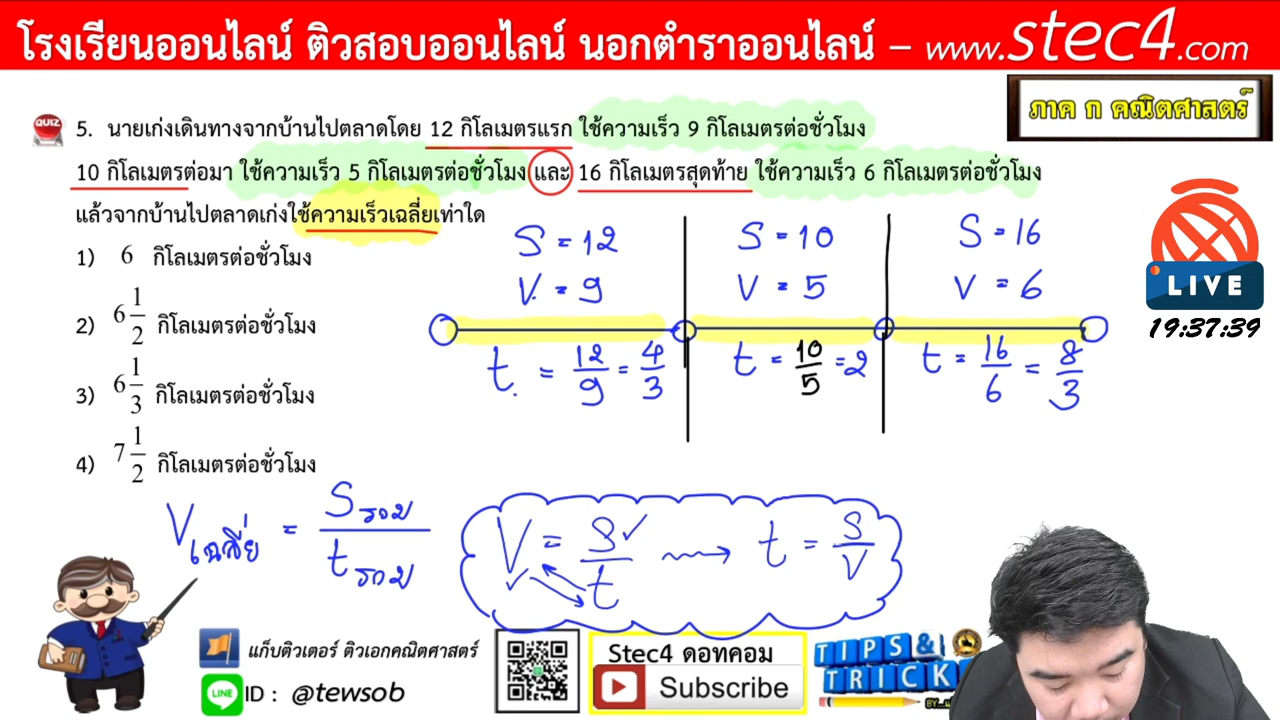 โรงเรียนออนไลน์ ติวสอบออนไลน์ นอกตำราออนไลน์ – www.stec4.com
ภาค ก คณิตศาสตร์
QUIZ
5. นายเก่งเดินทางจากบ้านไปตลาดโดย 12 กิโลเมตรแรก ใช้ความเร็ว 9 กิโลเมตรต่อชั่วโมง
10 กิโลเมตรต่อมา ใช้ความเร็ว 5 กิโลเมตรต่อชั่วโมง และ 16 กิโลเมตรสุดท้าย ใช้ความเร็ว 6 กิโลเมตรต่อชั่วโมง
แล้วจากบ้านไปตลาดเก่งใช้ความเร็วเฉลี่ยเท่าใด
1) 6 กิโลเมตรต่อชั่วโมง
2) 6 1/2 กิโลเมตรต่อชั่วโมง
3) 6 1/3 กิโลเมตรต่อชั่วโมง
4) 7 1/2 กิโลเมตรต่อชั่วโมง
S = 12
V = 9
t = 12/9 = 4/3
S = 10
V = 5
t = 10/5 = 2
S = 16
V = 6
t = 16/6 = 8/3
LIVE
19:37:39
Vเฉลี่ย = Sรวม/tรวม
V = S/t → t = S/V
แก็บติวเตอร์ ติวเอกคณิตศาสตร์
LINE ID : @tewsob
Stec4 ดอทคอม
Subscribe
TIPS &
TRICK